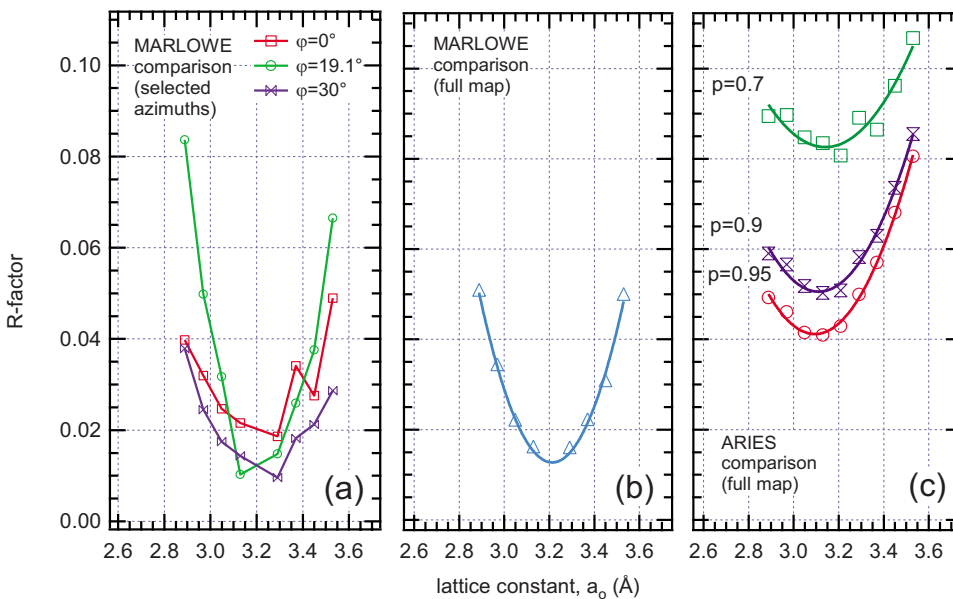 MARLOWE
comparison
(selected
azimuths)
φ=0°
φ=19.1°
φ=30°
MARLOWE
comparison
(full map)
p=0.7
p=0.9
p=0.95
ARIES
comparison
(full map)
(a)
(b)
(c)
R-factor
0.10
0.08
0.06
0.04
0.02
0.00
2.6 2.8 3.0 3.2 3.4 3.6
2.6 2.8 3.0 3.2 3.4 3.6
2.6 2.8 3.0 3.2 3.4 3.6
lattice constant, aₒ (Å)